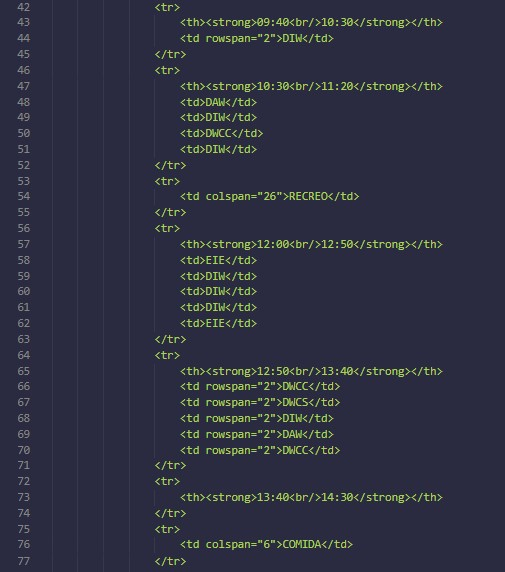 42 <tr>
43 <th><strong>09:40<br/>10:30</strong></th>
44 <td rowspan="2">DIW</td>
45 </tr>
46 <tr>
47 <th><strong>10:30<br/>11:20</strong></th>
48 <td>DAW</td>
49 <td>DIW</td>
50 <td>DWCC</td>
51 <td>DIW</td>
52 </tr>
53 <tr>
54 <td colspan="26">RECREO</td>
55 </tr>
56 <tr>
57 <th><strong>12:00<br/>12:50</strong></th>
58 <td>EIE</td>
59 <td>DIW</td>
60 <td>DIW</td>
61 <td>DIW</td>
62 <td>EIE</td>
63 </tr>
64 <tr>
65 <th><strong>12:50<br/>13:40</strong></th>
66 <td rowspan="2">DWCC</td>
67 <td rowspan="2">DWCS</td>
68 <td rowspan="2">DIW</td>
69 <td rowspan="2">DAW</td>
70 <td rowspan="2">DWCC</td>
71 </tr>
72 <tr>
73 <th><strong>13:40<br/>14:30</strong></th>
74 </tr>
75 <tr>
76 <td colspan="6">COMIDA</td>
77 </tr>